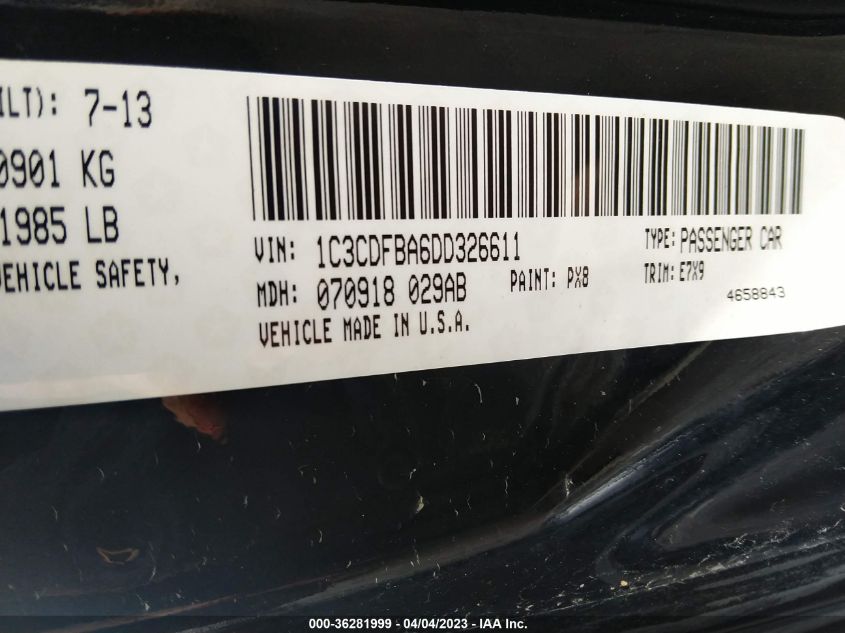 ILT): 7-13
0901 KG
1985 LB
VEHICLE SAFETY,
VIN: 1C3CDFBA6DD326611
TYPE: PASSENGER CAR
MDH: 070918 029AB
PAINT: PX8
TRIM: E7X9
VEHICLE MADE IN U.S.A.
4658843
000-36281999 - 04/04/2023 - IAA Inc.